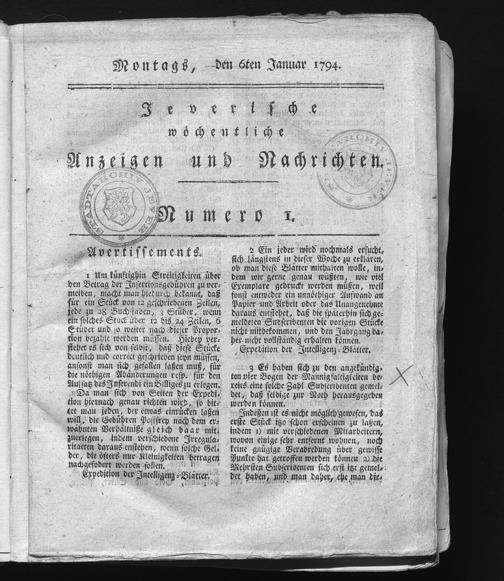 Montags, den 6ten Januar 1794.
Jeverische
wöchentliche
Anzeigen und Nachrichten.
Numero 1.
STADTARCHIV JEVER
Avertissements.
1 Um künftighin Streitigkeiten über
den Betrag der Insertionsgebühren zu ver-
meiden, macht man hiedurch bekannt, daß
für ein Stück von 12 geschriebenen Zeilen,
jede zu 28 Buchstaben, 3 Stüber, wenn
ein solches Stück über 12 bis 24 Zeilen, 6
Stüber und so weiter nach dieser Propor-
tion bezahlt werden müssen. Hiebey ver-
stehet es sich von selbst, daß diese Stücke
deutlich und correct geschrieben seyn müssen,
ansonst man sich gefallen lassen muß, für
die nöthigen Abänderungen resp. für den
Aufsatz des Inserendi ein Billiges zu erlegen.
Da man sich von Seiten der Expedi-
tion hiernach genau richten wird, so bit-
tet man jeden, der etwas einrücken lassen
will, die Gebühren Postfrey nach dem er-
wähnten Verhältniße gleich baar mit
zuerlegen, indem verschiedene Irregula-
ritaeten daraus entstehen, wenn solche Gel-
der, die öfters nur Kleinigkeiten betragen
nachgefodert werden sollen.
Expedition der Intelligenz-Blätter.
2 Ein jeder wird nochmals ersucht,
sich längstens in dieser Woche zu erklären,
ob man diese Blätter mithalten wolle, in-
dem wir gerne genau wüßten, wie viel
Exemplare gedruckt werden müssen, weil
sonst entweder ein unnöthiger Aufwand an
Papier und Arbeit oder das Unangenehme
daraus entstehet, daß die späterhin sich ge-
meldeten Subscribenten die vorigen Stücke
nicht mitbekommen, und den Jahrgang da-
her nicht vollständig erhalten können.
Expedition der Intelligenz-Blätter.
3 Es haben sich zu den angekündig-
ten vier Bogen der Mannigfaltigkeiten be-
reits eine solche Zahl Subscribenten gemel-
det, daß selbige zur Noth herausgegeben
werden können.
Indeßen ist es nicht möglich gewesen, das
erste Stück itzo schon erscheinen zu laßen,
indem 1) mit verschiedenen Mitarbeitern,
wovon einige sehr entfernt wohnen, noch
keine gnügige Verabredung über gewisse
Punkte hat getroffen werden können 2) die
Mehrsten Subscribenten sich erst itzt gemel-
det haben, und man daher, ehe man die-